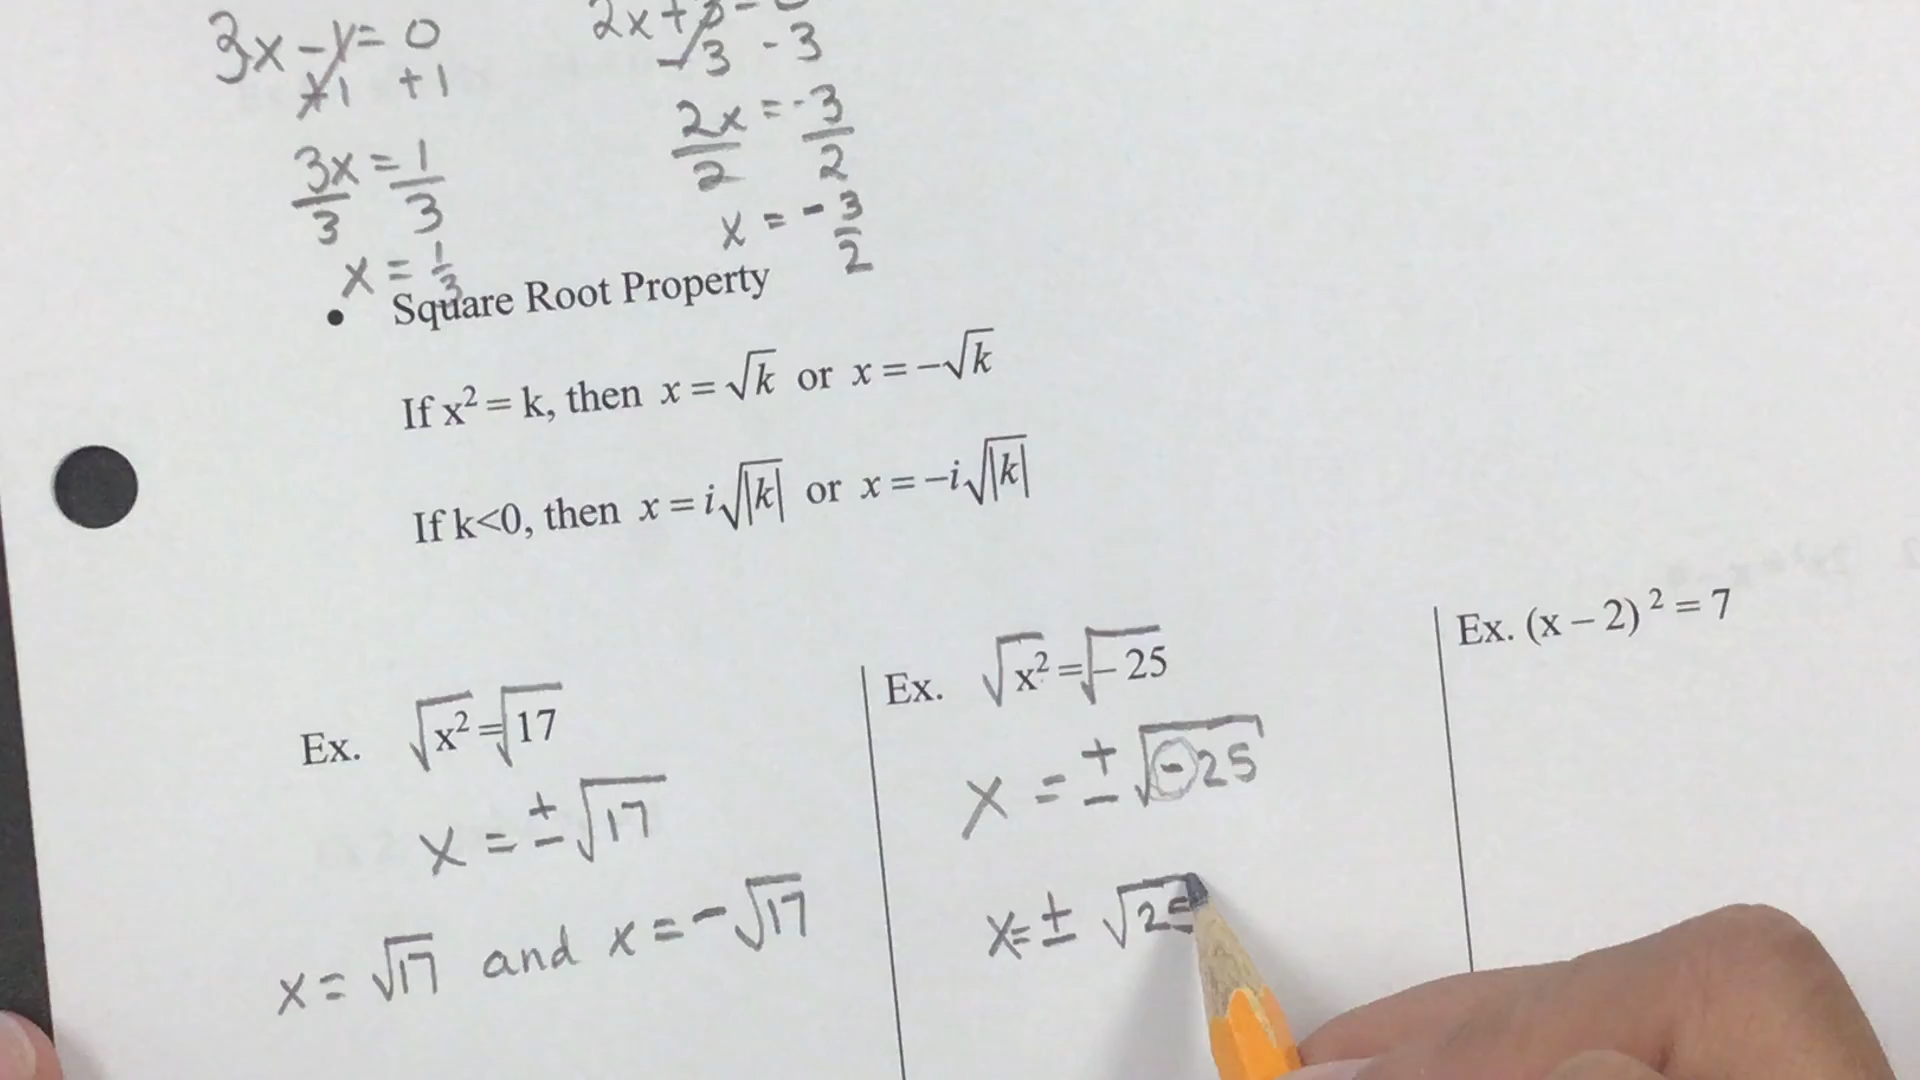 3x - 1 = 0
+1 +1
3x/3 = 1/3
x = 1/3
2x + 3 =
-3 -3
2x/2 = -3/2
x = -3/2
• Square Root Property
If x² = k, then x = √k or x = -√k
If k<0, then x = i√|k| or x = -i√|k|
Ex. √x² = √17
x = ±√17
x = √17 and x = -√17
Ex. √x² = √-25
x = ±√-25
x = ± √25
Ex. (x – 2)² = 7